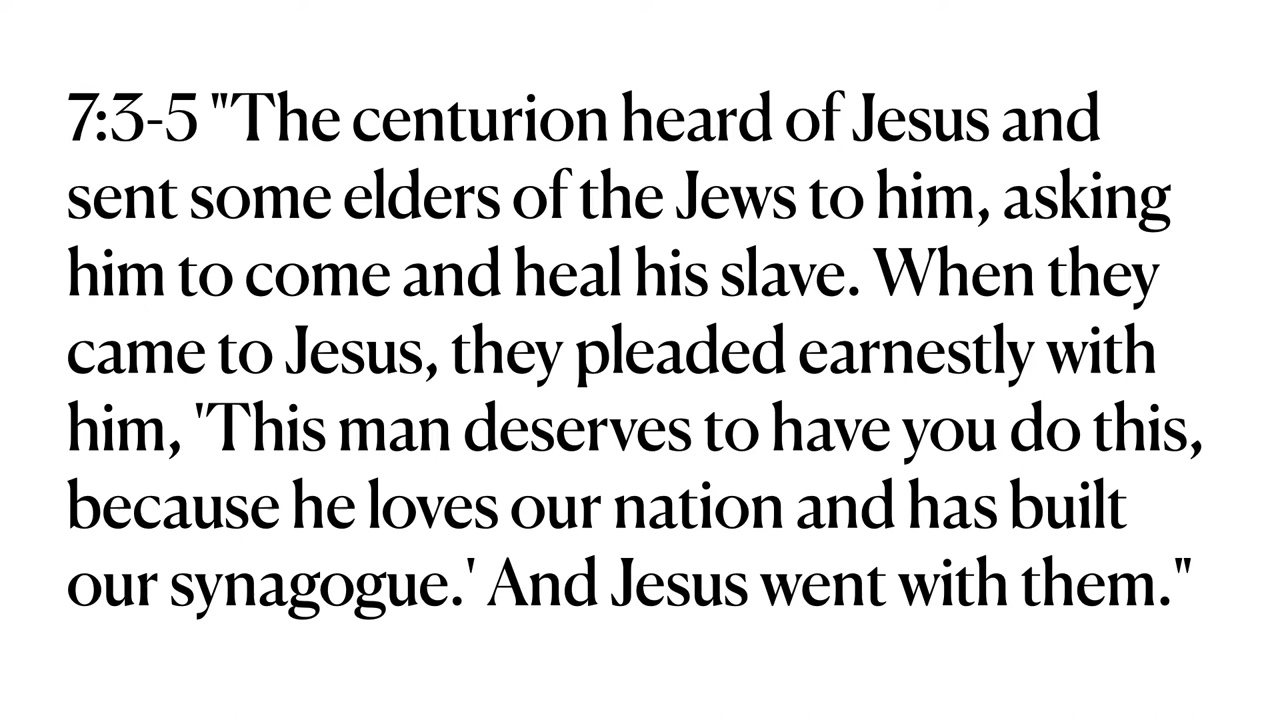 7:3-5 "The centurion heard of Jesus and
sent some elders of the Jews to him, asking
him to come and heal his slave. When they
came to Jesus, they pleaded earnestly with
him, 'This man deserves to have you do this,
because he loves our nation and has built
our synagogue.' And Jesus went with them."